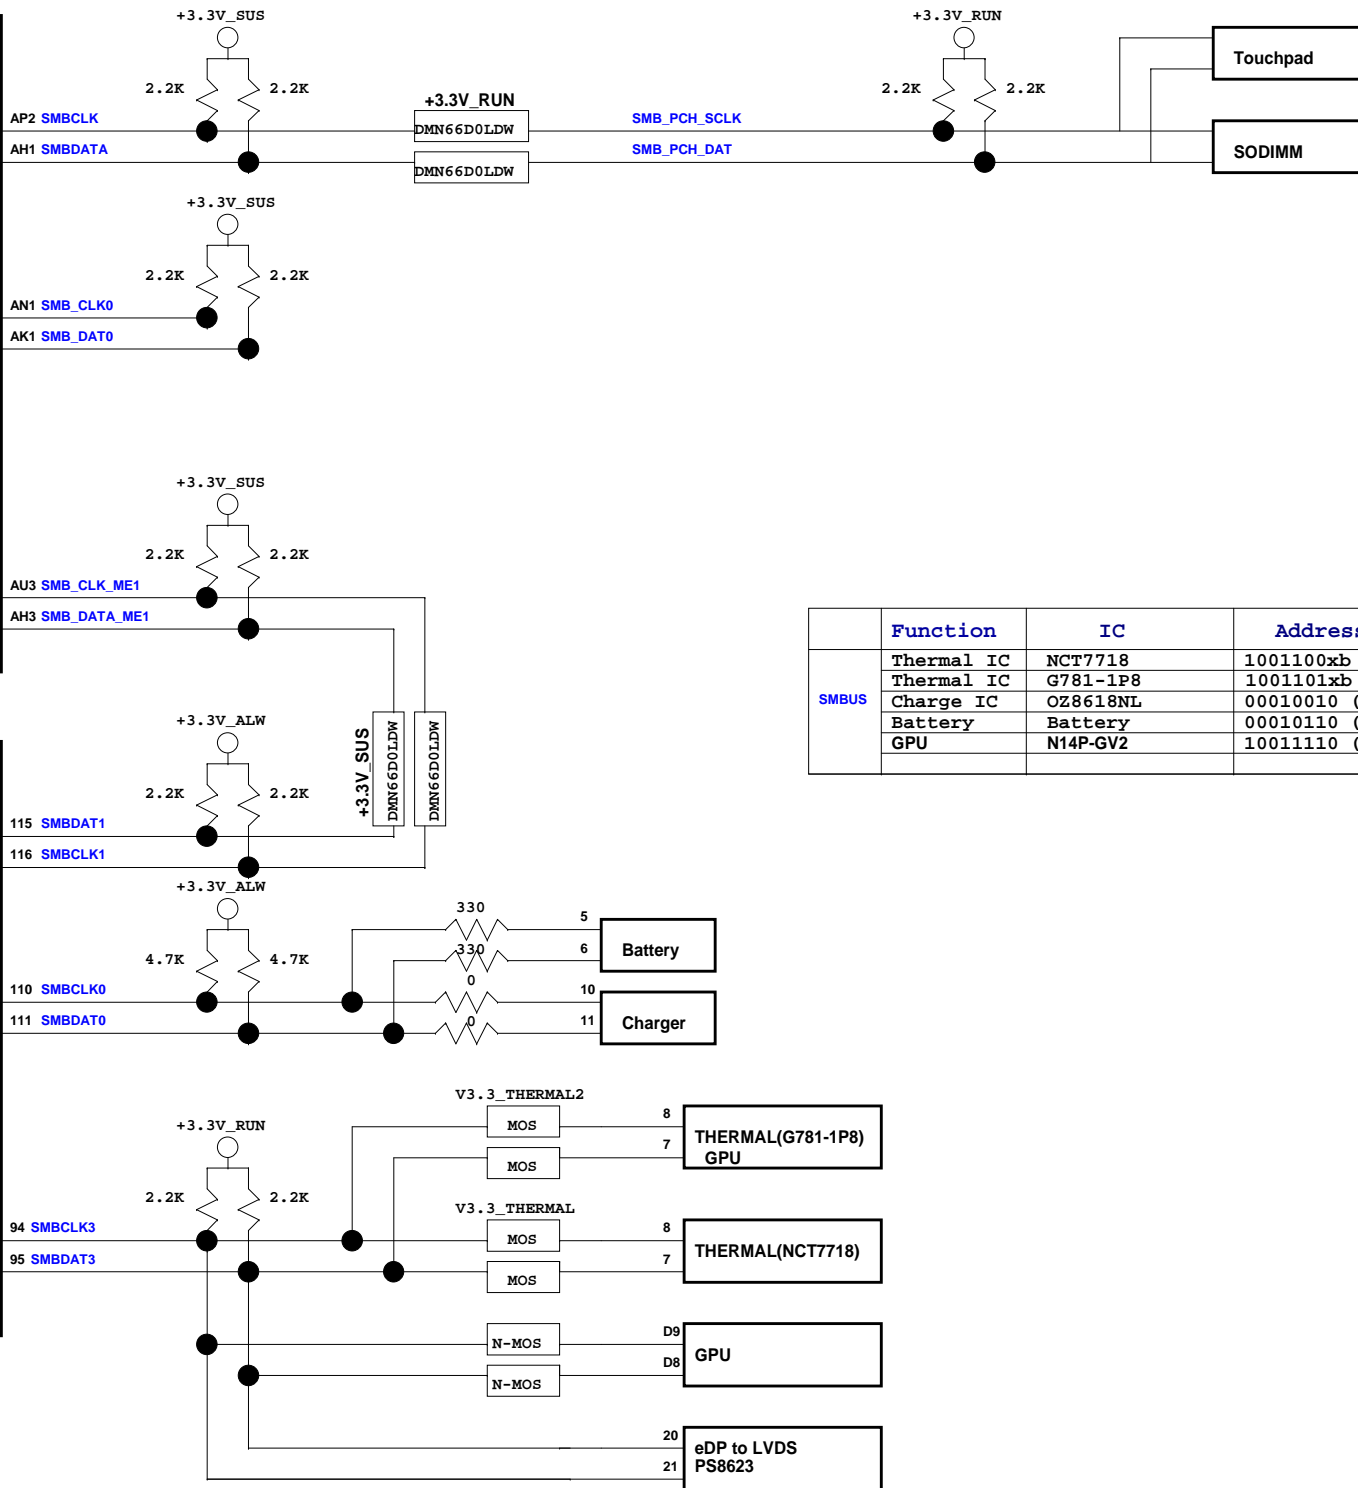 +3.3V_SUS
+3.3V_RUN
Touchpad
2.2K 2.2K
2.2K 2.2K
+3.3V_RUN
AP2 SMBCLK
DMN66D0LDW
SMB_PCH_SCLK
AH1 SMBDATA
DMN66D0LDW
SMB_PCH_DAT
SODIMM
+3.3V_SUS
2.2K 2.2K
AN1 SMB_CLK0
AK1 SMB_DAT0
+3.3V_SUS
2.2K 2.2K
AU3 SMB_CLK_ME1
AH3 SMB_DATA_ME1
Function IC Address
SMBUS
Thermal IC NCT7718 1001100xb
Thermal IC G781-1P8 1001101xb
Charge IC OZ8618NL 00010010 (
Battery Battery 00010110 (
GPU N14P-GV2 10011110 (
+3.3V_ALW
+3.3V_SUS
DMN66D0LDW
DMN66D0LDW
2.2K 2.2K
115 SMBDAT1
116 SMBCLK1
+3.3V_ALW
330 5
330 6
Battery
4.7K 4.7K
110 SMBCLK0
0 10
111 SMBDAT0
0 11
Charger
V3.3_THERMAL2
+3.3V_RUN
MOS 8
MOS 7
THERMAL(G781-1P8)
GPU
2.2K 2.2K
V3.3_THERMAL
94 SMBCLK3
MOS 8
95 SMBDAT3
MOS 7
THERMAL(NCT7718)
N-MOS D9
N-MOS D8
GPU
20
21
eDP to LVDS
PS8623